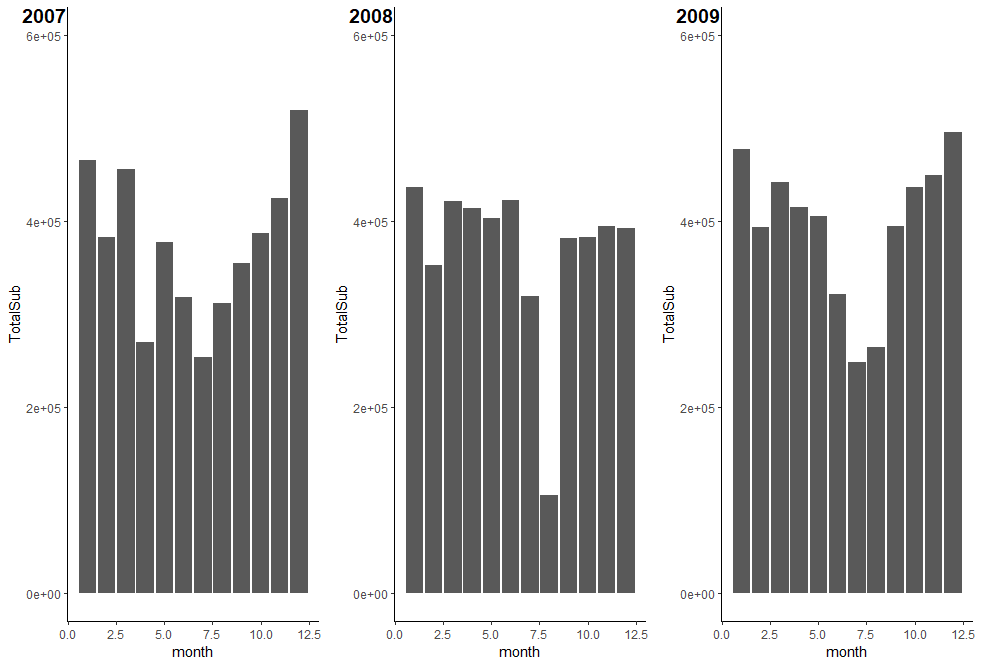 2007 2008 2009
6e+05 6e+05 6e+05
4e+05 4e+05 4e+05
TotalSub TotalSub TotalSub
2e+05 2e+05 2e+05
0e+00 0e+00 0e+00
0.0 2.5 5.0 7.5 10.0 12.5 0.0 2.5 5.0 7.5 10.0 12.5 0.0 2.5 5.0 7.5 10.0 12.5
month month month